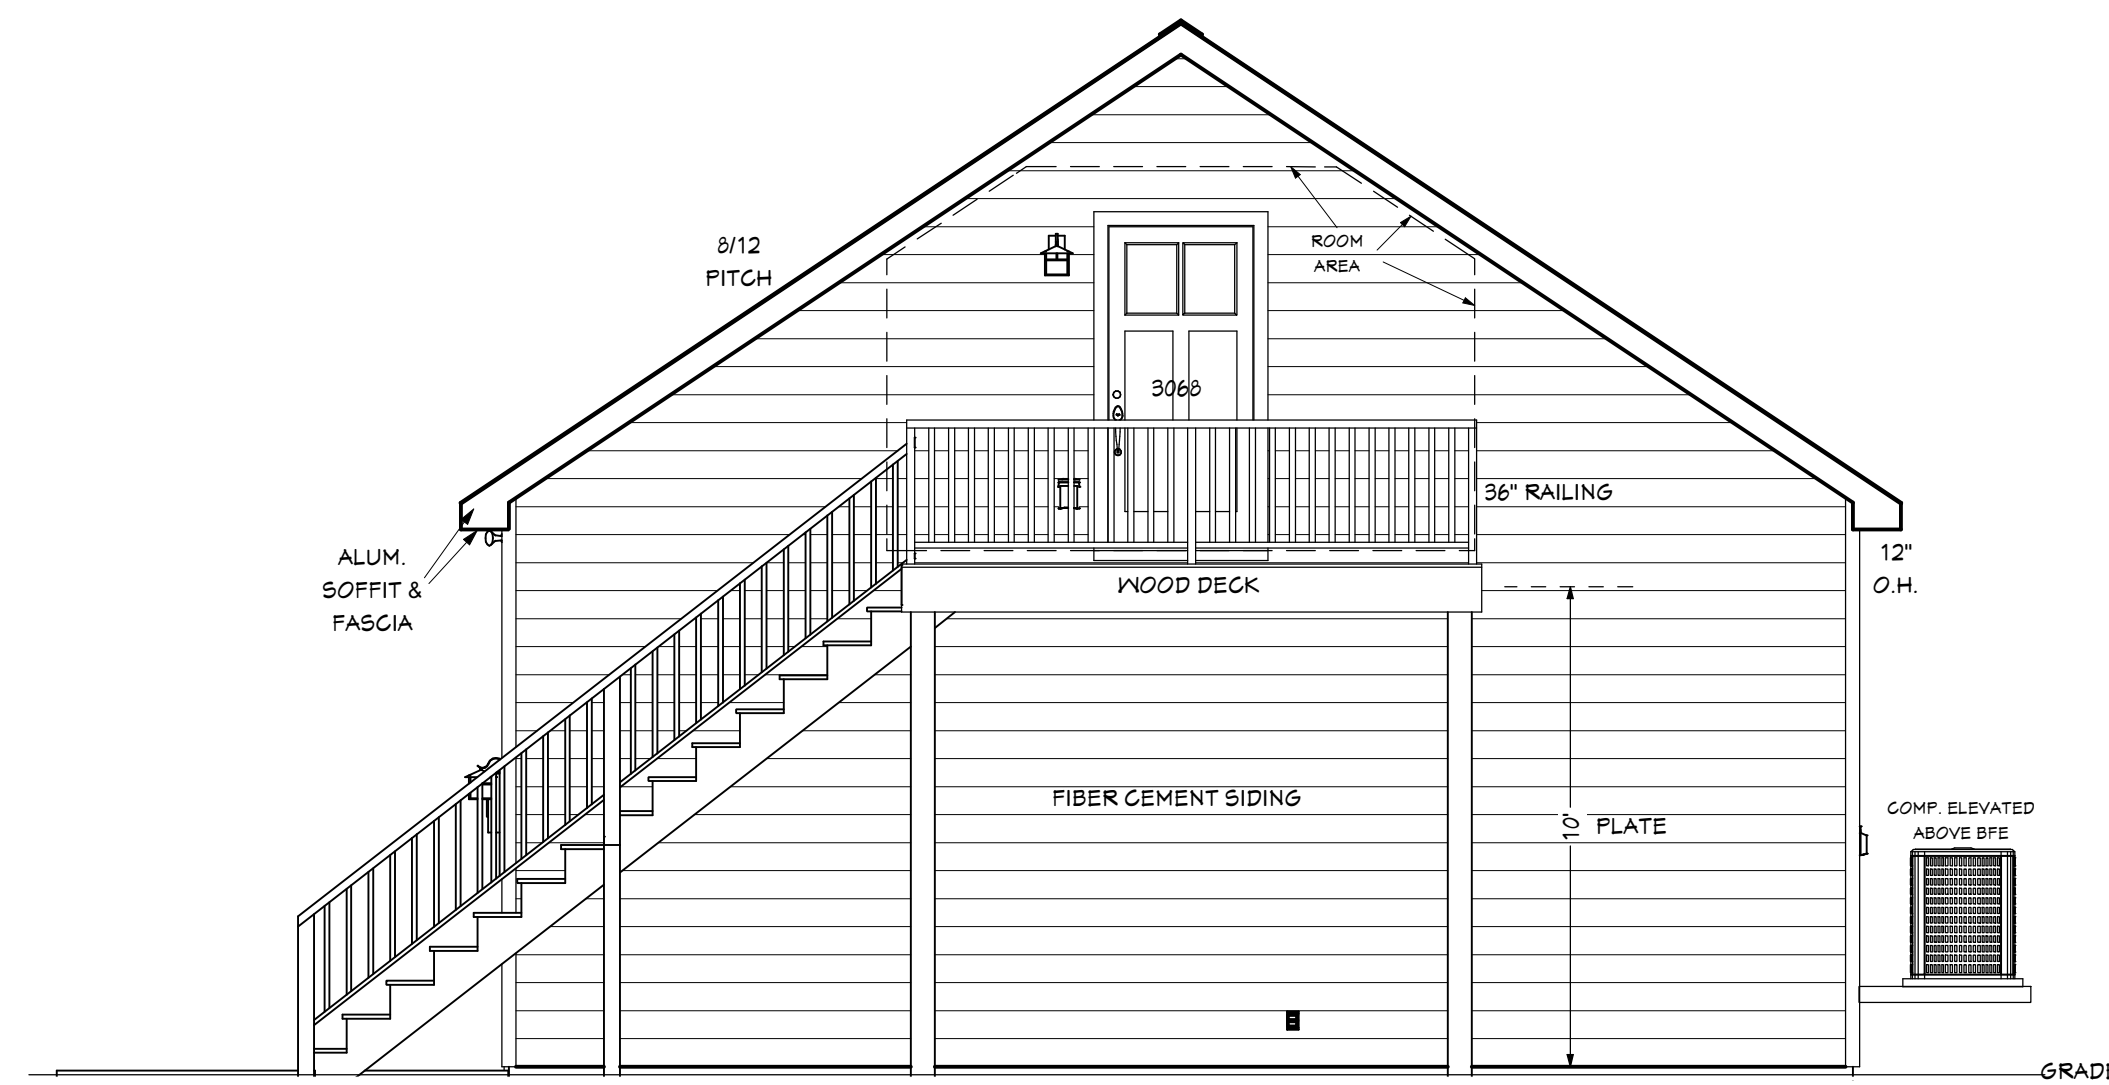 8/12
PITCH
ROOM
AREA
3068
36" RAILING
ALUM.
SOFFIT &
FASCIA
12"
O.H.
WOOD DECK
FIBER CEMENT SIDING
10' PLATE
COMP. ELEVATED
ABOVE BFE
GRADE